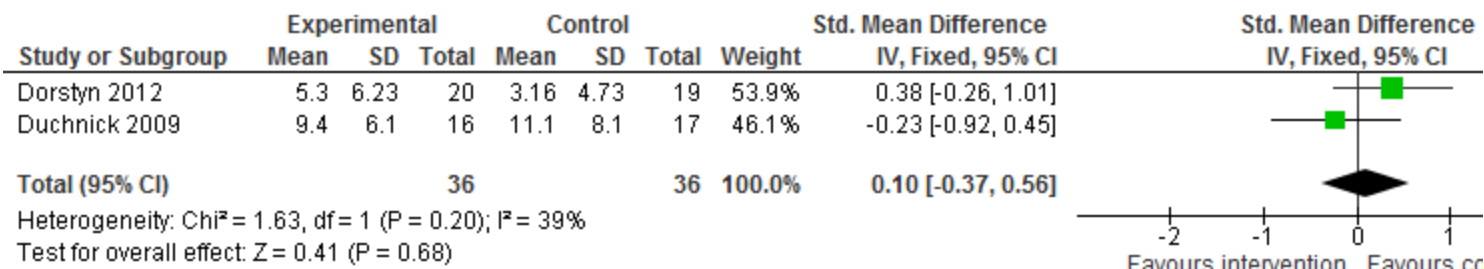 Experimental Control Std. Mean Difference Std. Mean Difference
Study or Subgroup Mean SD Total Mean SD Total Weight IV, Fixed, 95% CI IV, Fixed, 95% CI
Dorstyn 2012 5.3 6.23 20 3.16 4.73 19 53.9% 0.38 [-0.26, 1.01]
Duchnick 2009 9.4 6.1 16 11.1 8.1 17 46.1% -0.23 [-0.92, 0.45]
Total (95% CI) 36 36 100.0% 0.10 [-0.37, 0.56]
Heterogeneity: Chi² = 1.63, df = 1 (P = 0.20); I² = 39%
Test for overall effect: Z = 0.41 (P = 0.68)
-2 -1 0 1
Favours intervention Favours co